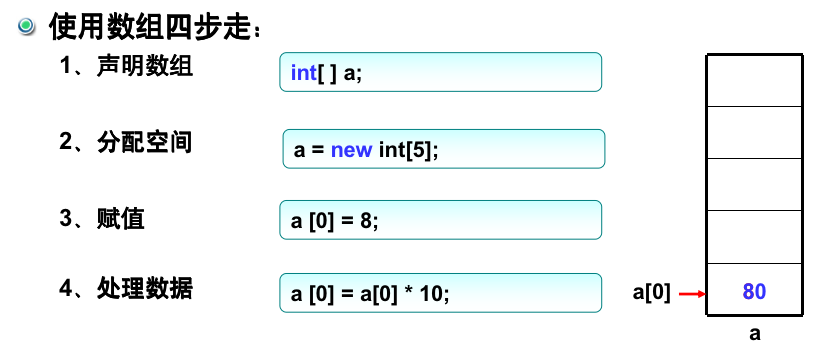 使用数组四步走：
1、声明数组
int[ ] a;
2、分配空间
a = new int[5];
3、赋值
a [0] = 8;
4、处理数据
a [0] = a[0] * 10;
a[0]
80
a